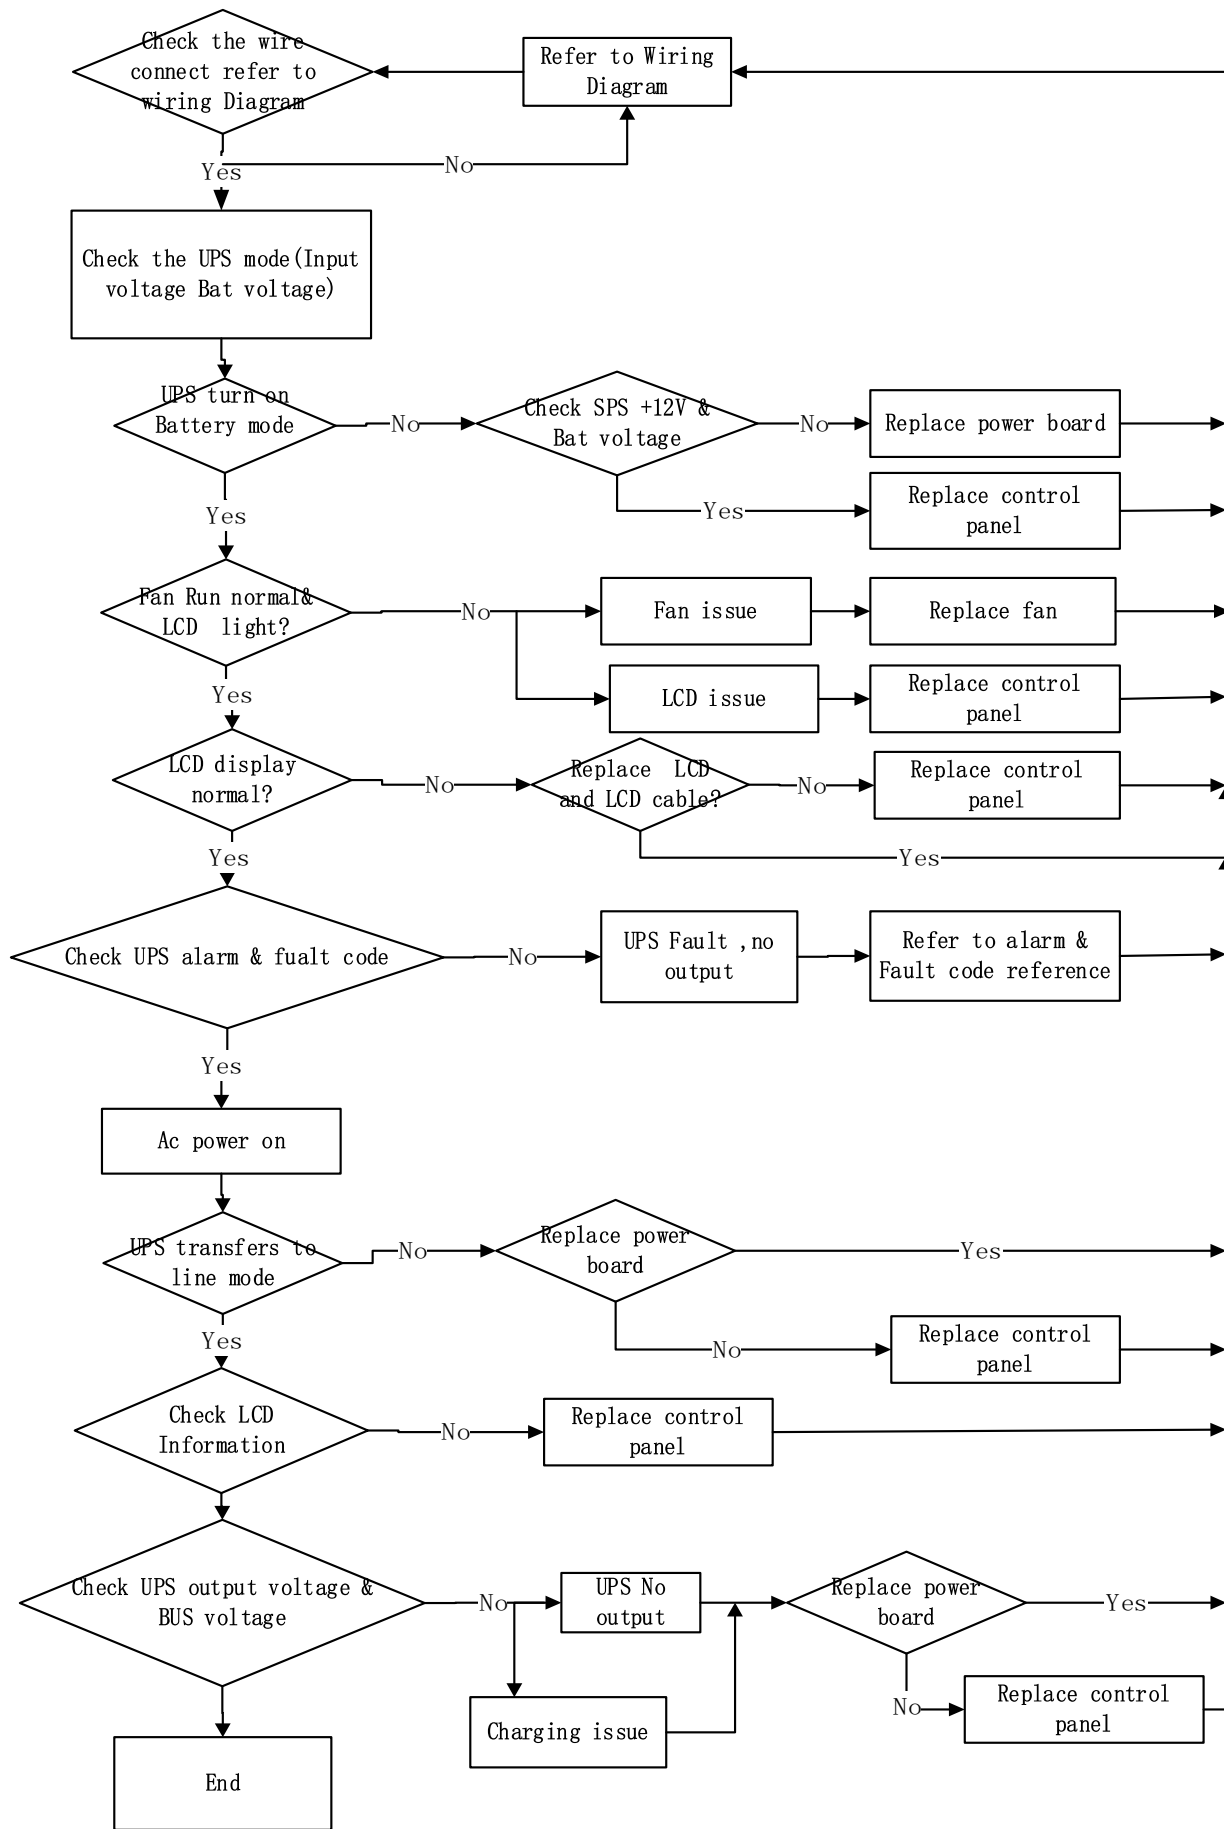 Check the wire
connect refer to
wiring Diagram
Refer to Wiring
Diagram
Yes
No
Check the UPS mode(Input
voltage Bat voltage)
UPS turn on
Battery mode
No
Check SPS +12V &
Bat voltage
No
Replace power board
Yes
Replace control
panel
Yes
Fan Run normal&
LCD light?
No
Fan issue
Replace fan
LCD issue
Replace control
panel
Yes
LCD display
normal?
No
Replace LCD
and LCD cable?
No
Replace control
panel
Yes
Yes
Check UPS alarm & fualt code
No
UPS Fault ,no
output
Refer to alarm &
Fault code reference
Yes
Ac power on
UPS transfers to
line mode
No
Replace power
board
Yes
No
Replace control
panel
Yes
Check LCD
Information
No
Replace control
panel
Check UPS output voltage &
BUS voltage
No
UPS No
output
Replace power
board
Yes
Charging issue
No
Replace control
panel
End